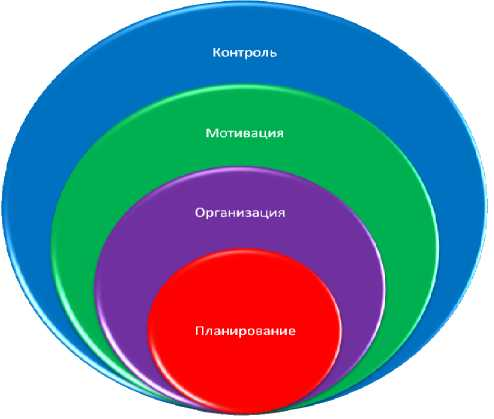 Контроль
Мотивация
Организация
Планирование